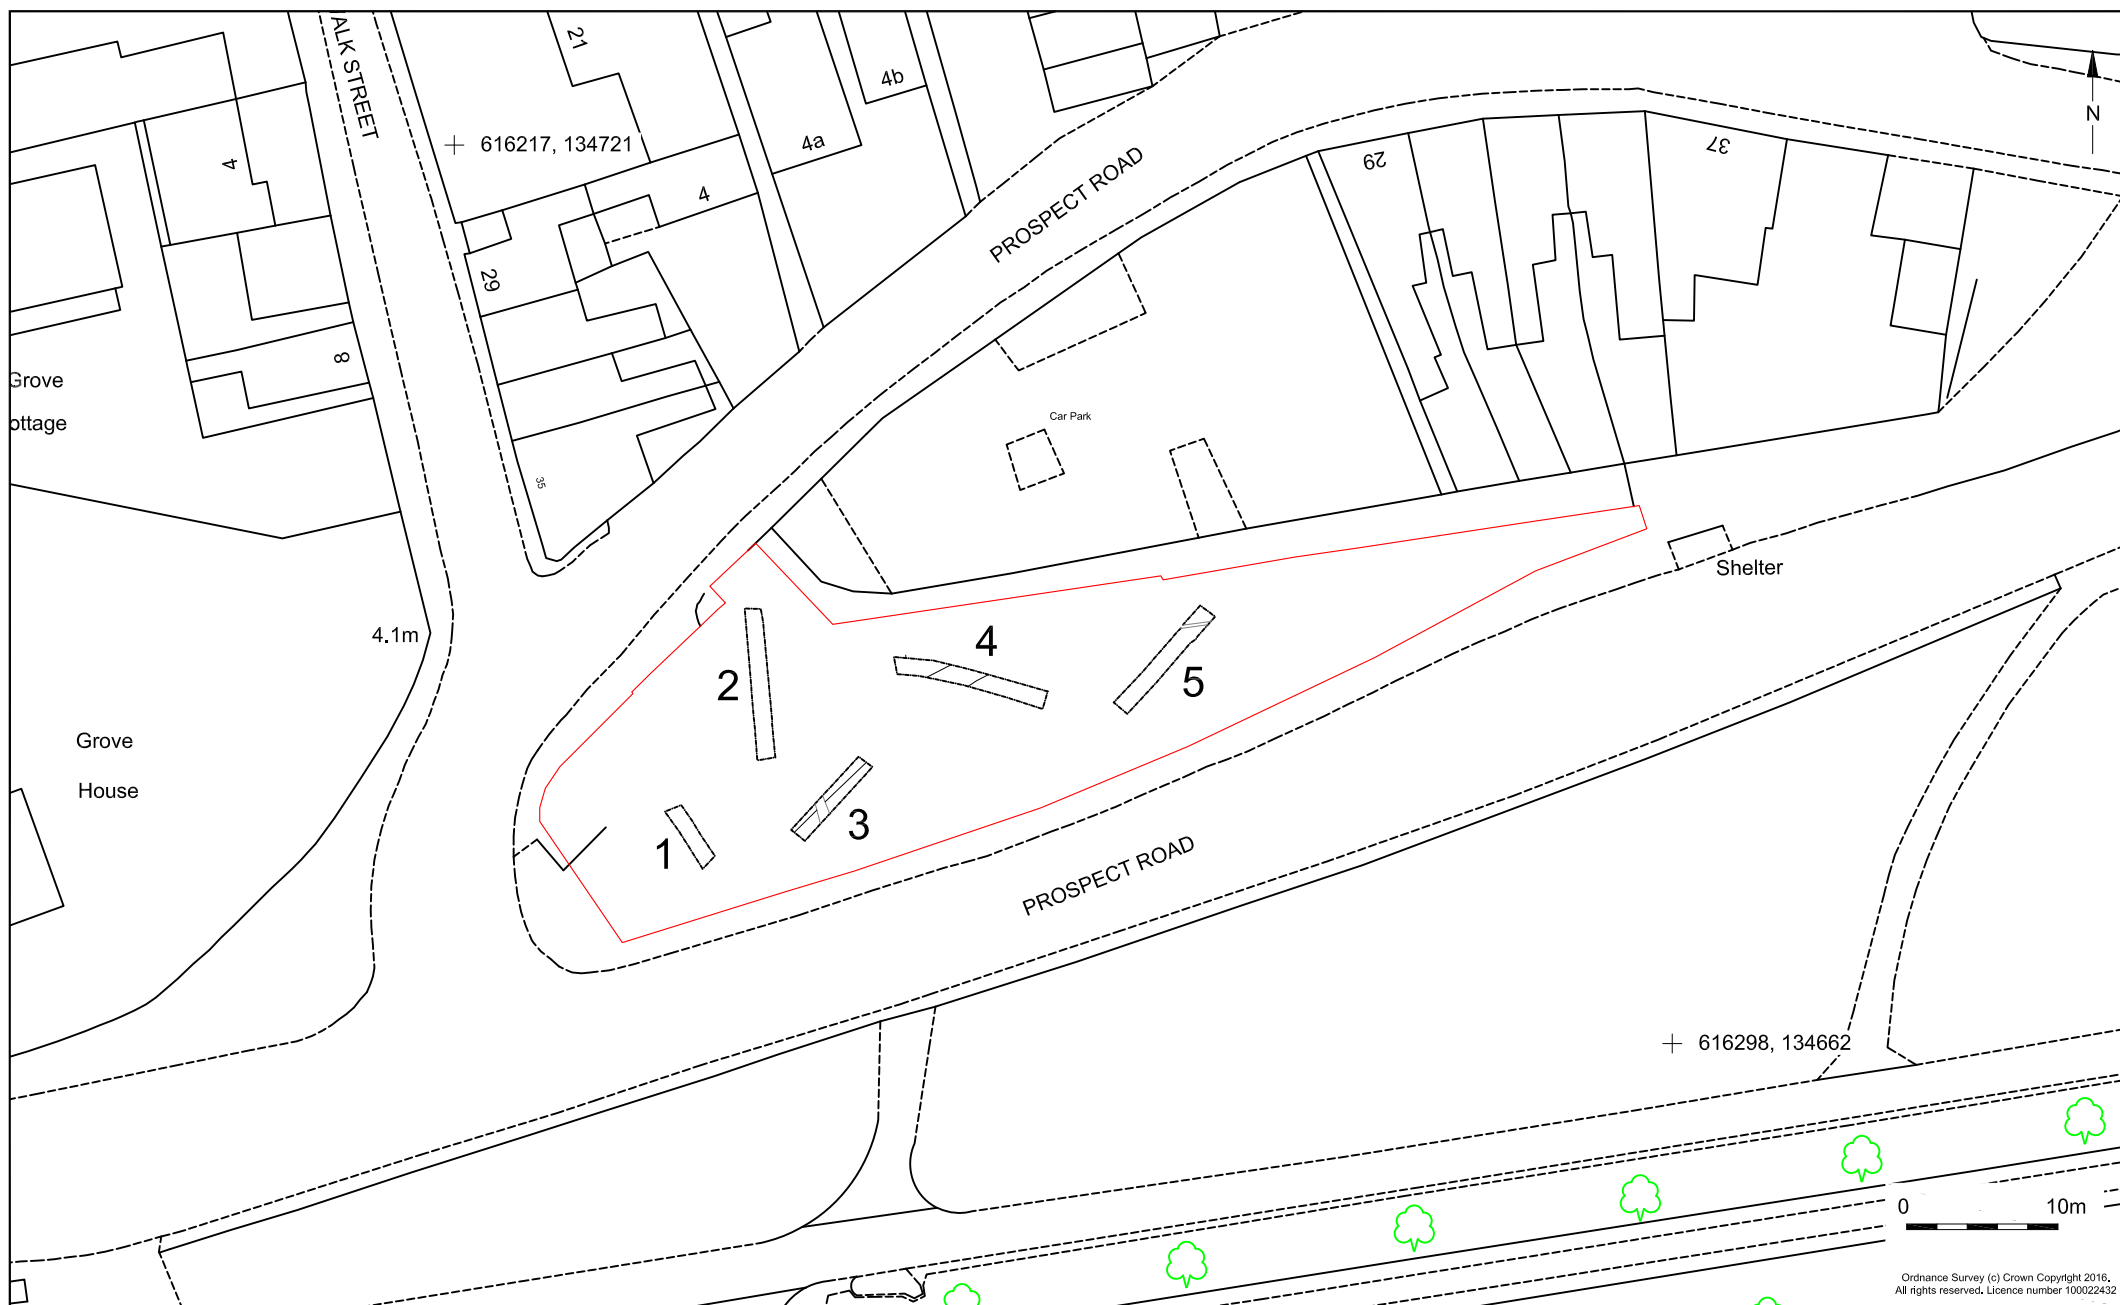 ALK STREET
21
4b
4a
4
616217, 134721
4
29
8
35
PROSPECT ROAD
29
37
N
Grove
ottage
Car Park
Shelter
4.1m
2
4
5
1
3
Grove
House
PROSPECT ROAD
616298, 134662
0 10m
Ordnance Survey (c) Crown Copyright 2016.
All rights reserved. Licence number 100022432